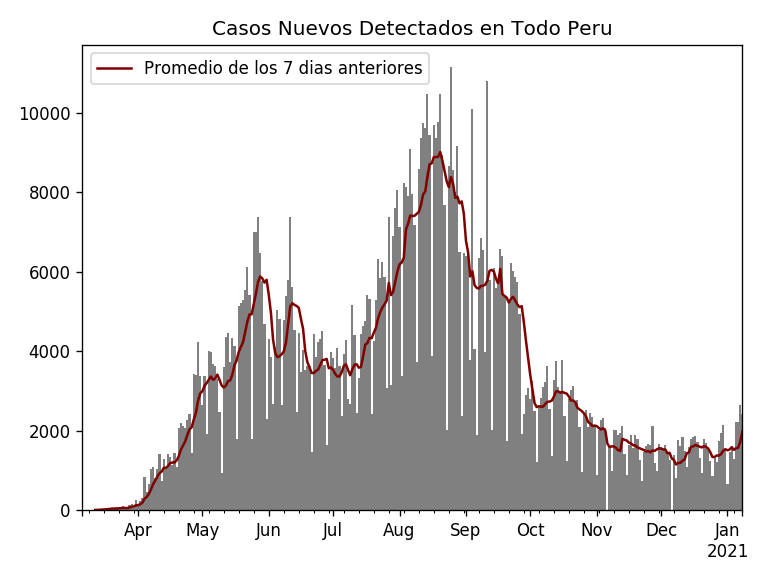 Casos Nuevos Detectados en Todo Peru
Promedio de los 7 dias anteriores
10000
8000
6000
4000
2000
0
Apr May Jun Jul Aug Sep Oct Nov Dec Jan
2021